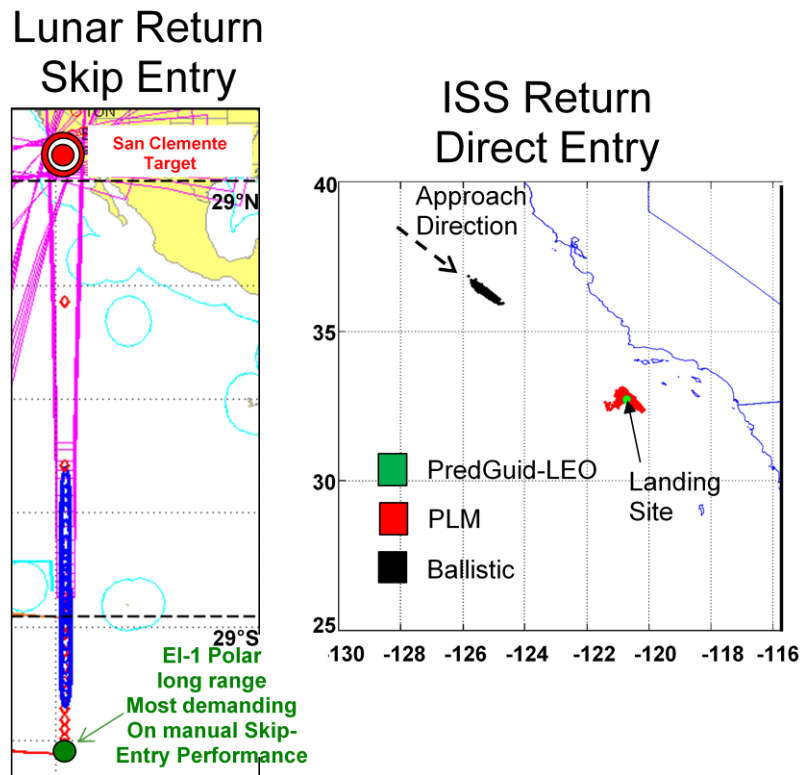 Lunar Return
Skip Entry
San Clemente
Target
29°N
29°S
EI-1 Polar
long range
Most demanding
On manual Skip-
Entry Performance
ISS Return
Direct Entry
40
35
30
25
Approach
Direction
PredGuid-LEO
PLM
Ballistic
Landing
Site
-130 -128 -126 -124 -122 -120 -118 -116